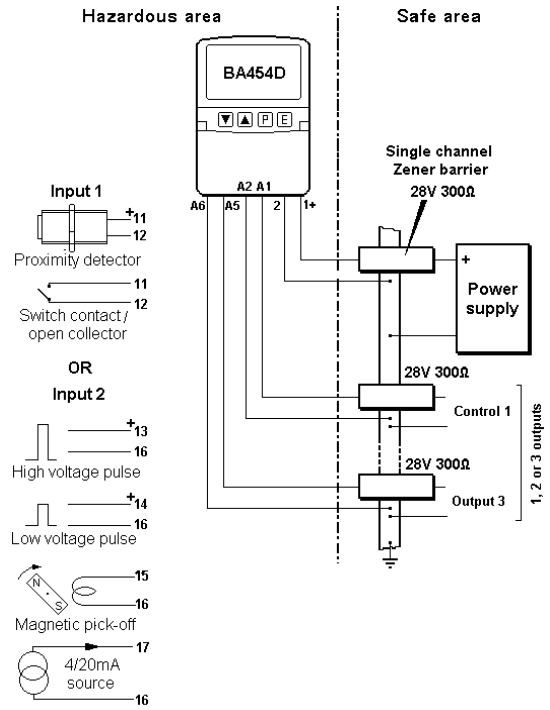 Hazardous area
Safe area
BA454D
P E
A2 A1
A6 A5 2 1+
Single channel
Zener barrier
28V 300Ω
+
Power
supply
28V 300Ω
Control 1
28V 300Ω
Output 3
1, 2 or 3 outputs
Input 1
+11
12
Proximity detector
11
12
Switch contact /
open collector
OR
Input 2
+13
16
High voltage pulse
+14
16
Low voltage pulse
N
S
15
16
Magnetic pick-off
17
4/20mA
source
16